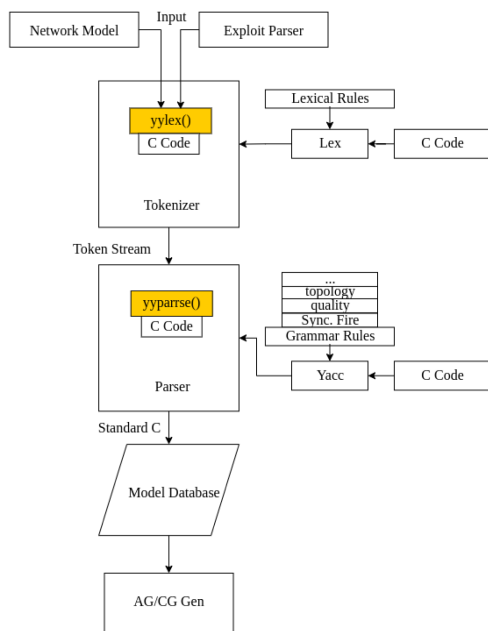 Input
Network Model
Exploit Parser
Lexical Rules
yylex()
C Code
Lex
C Code
Tokenizer
Token Stream
...
topology
quality
Sync. Fire
Grammar Rules
yyparrse()
C Code
Yacc
C Code
Parser
Standard C
Model Database
AG/CG Gen